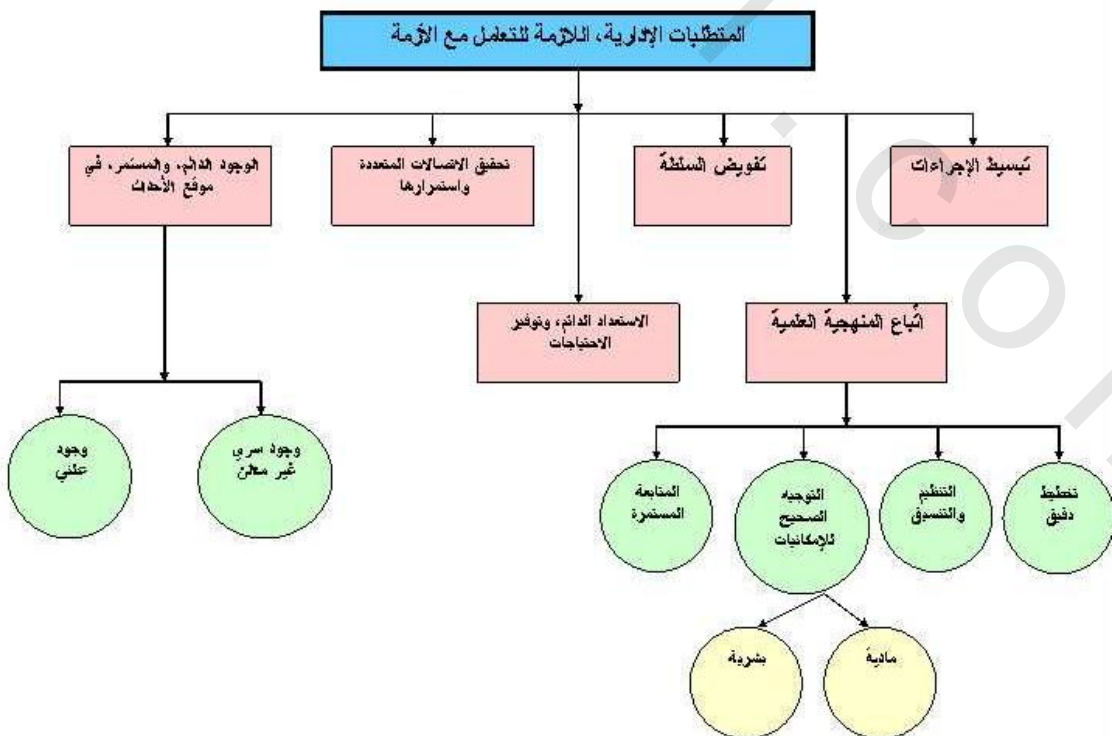 المتطلبات الإدارية، اللازمة للتعامل مع الأزمة
تبسيط الإجراءات
تفويض السلطة
تحقيق الاتصالات المتعددة
واستمرارها
الوجود الدائم، والمستمر، في
موقع الأحداث
اتّباع المنهجية العلمية
الاستعداد الدائم، وتوفير
الاحتياجات
تخطيط
دقيق
التنظيم
والتنسيق
التوجيه
الصحيح
للإمكانيات
المتابعة
المستمرة
وجود سري
غير معلن
وجود
علني
مادية
بشرية